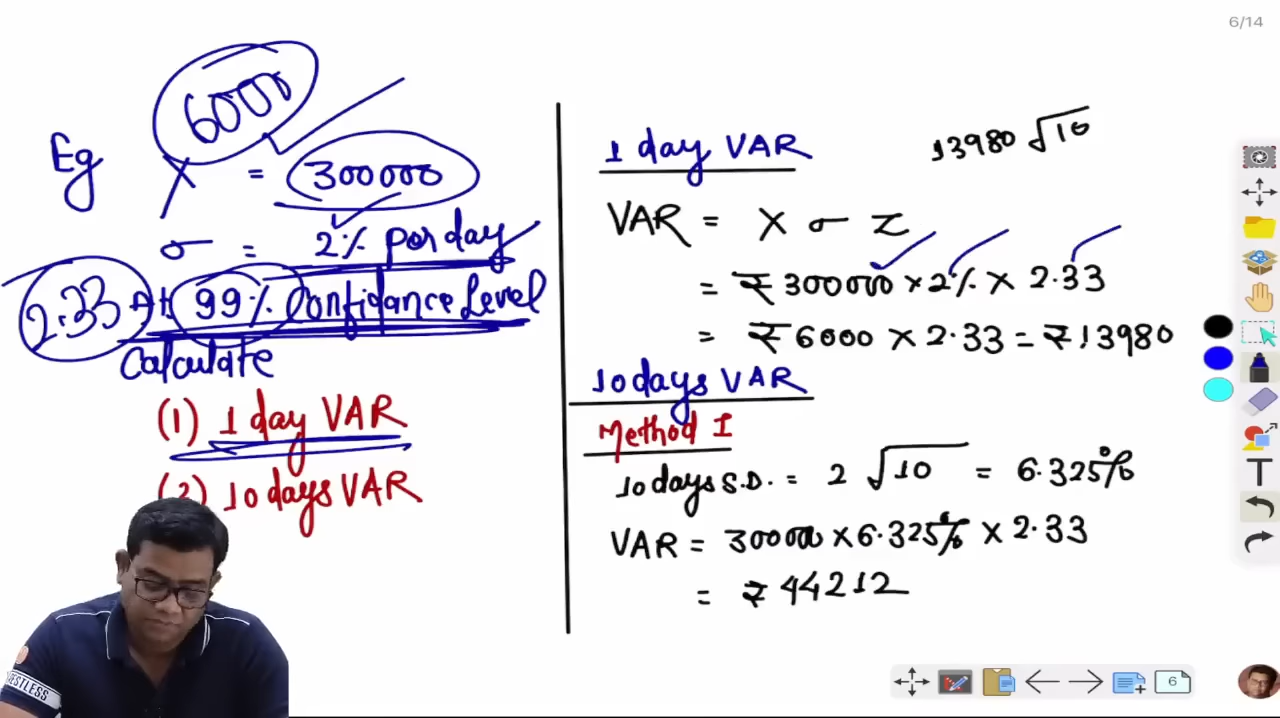 6/14
6000
Eg X = 300000
σ = 2% per day
2.33 At 99% Confidance Level
Calculate
(1) 1 day VAR
(2) 10 days VAR
1 day VAR
13980 √10
VAR = X σ Z
= ₹ 300000 × 2% × 2.33
= ₹ 6000 × 2.33 = ₹ 13980
10 days VAR
Method I
10 days S.D. = 2 √10 = 6.325%
VAR = 300000 × 6.325% × 2.33
= ₹ 44212
T
6